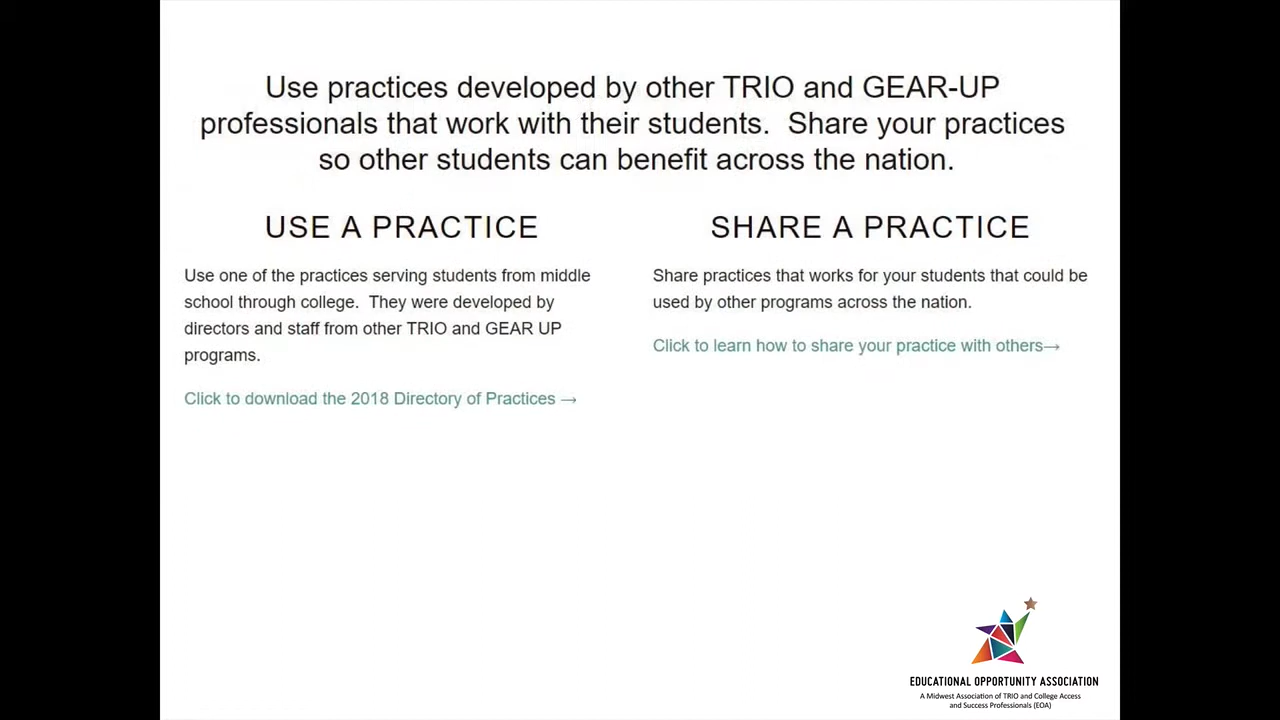 Use practices developed by other TRIO and GEAR-UP
professionals that work with their students.  Share your practices
so other students can benefit across the nation.
USE A PRACTICE
Use one of the practices serving students from middle
school through college.  They were developed by
directors and staff from other TRIO and GEAR UP
programs.
Click to download the 2018 Directory of Practices →
SHARE A PRACTICE
Share practices that works for your students that could be
used by other programs across the nation.
Click to learn how to share your practice with others→
EDUCATIONAL OPPORTUNITY ASSOCIATION
A Midwest Association of TRIO and College Access
and Success Professionals (EOA)